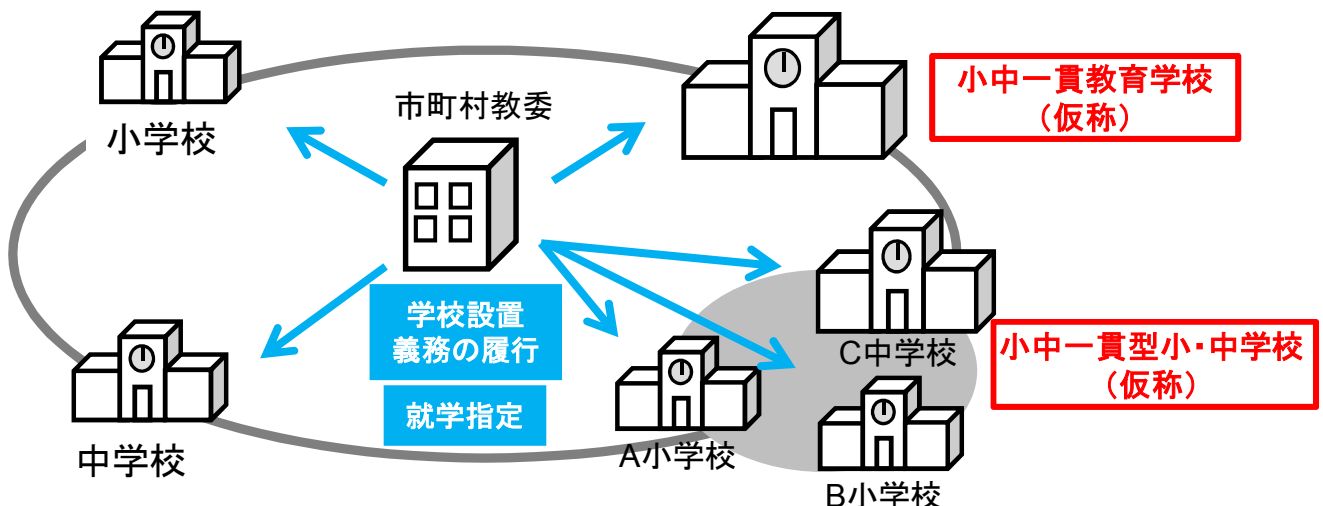 小中一貫教育学校
(仮称)
市町村教委
小学校
学校設置
義務の履行
就学指定
C中学校
小中一貫型小・中学校
(仮称)
中学校
A小学校
B小学校